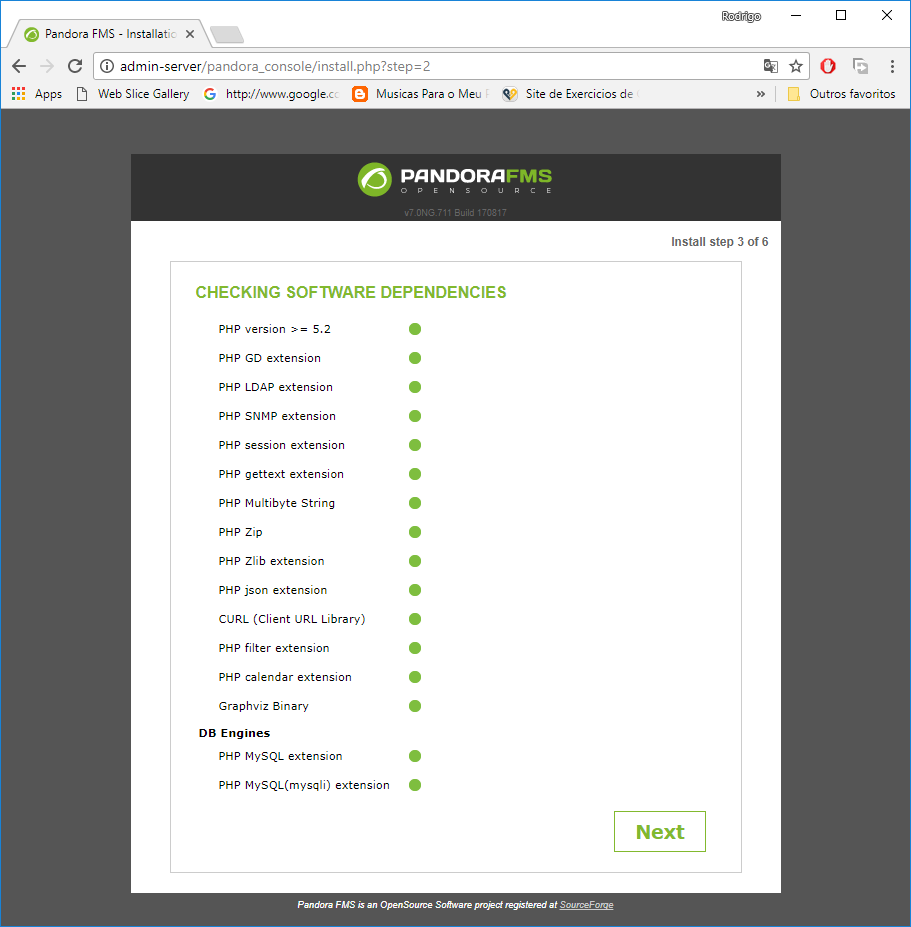 Rodrigo
Pandora FMS - Installatio
admin-server/pandora_console/install.php?step=2
Apps Web Slice Gallery http://www.google.co Musicas Para o Meu Site de Exercicios de » Outros favoritos
PANDORAFMS
OPENSOURCE
v7.0NG.711 Build 170817
Install step 3 of 6
CHECKING SOFTWARE DEPENDENCIES
PHP version >= 5.2
PHP GD extension
PHP LDAP extension
PHP SNMP extension
PHP session extension
PHP gettext extension
PHP Multibyte String
PHP Zip
PHP Zlib extension
PHP json extension
CURL (Client URL Library)
PHP filter extension
PHP calendar extension
Graphviz Binary
DB Engines
PHP MySQL extension
PHP MySQL(mysqli) extension
Next
Pandora FMS is an OpenSource Software project registered at SourceForge